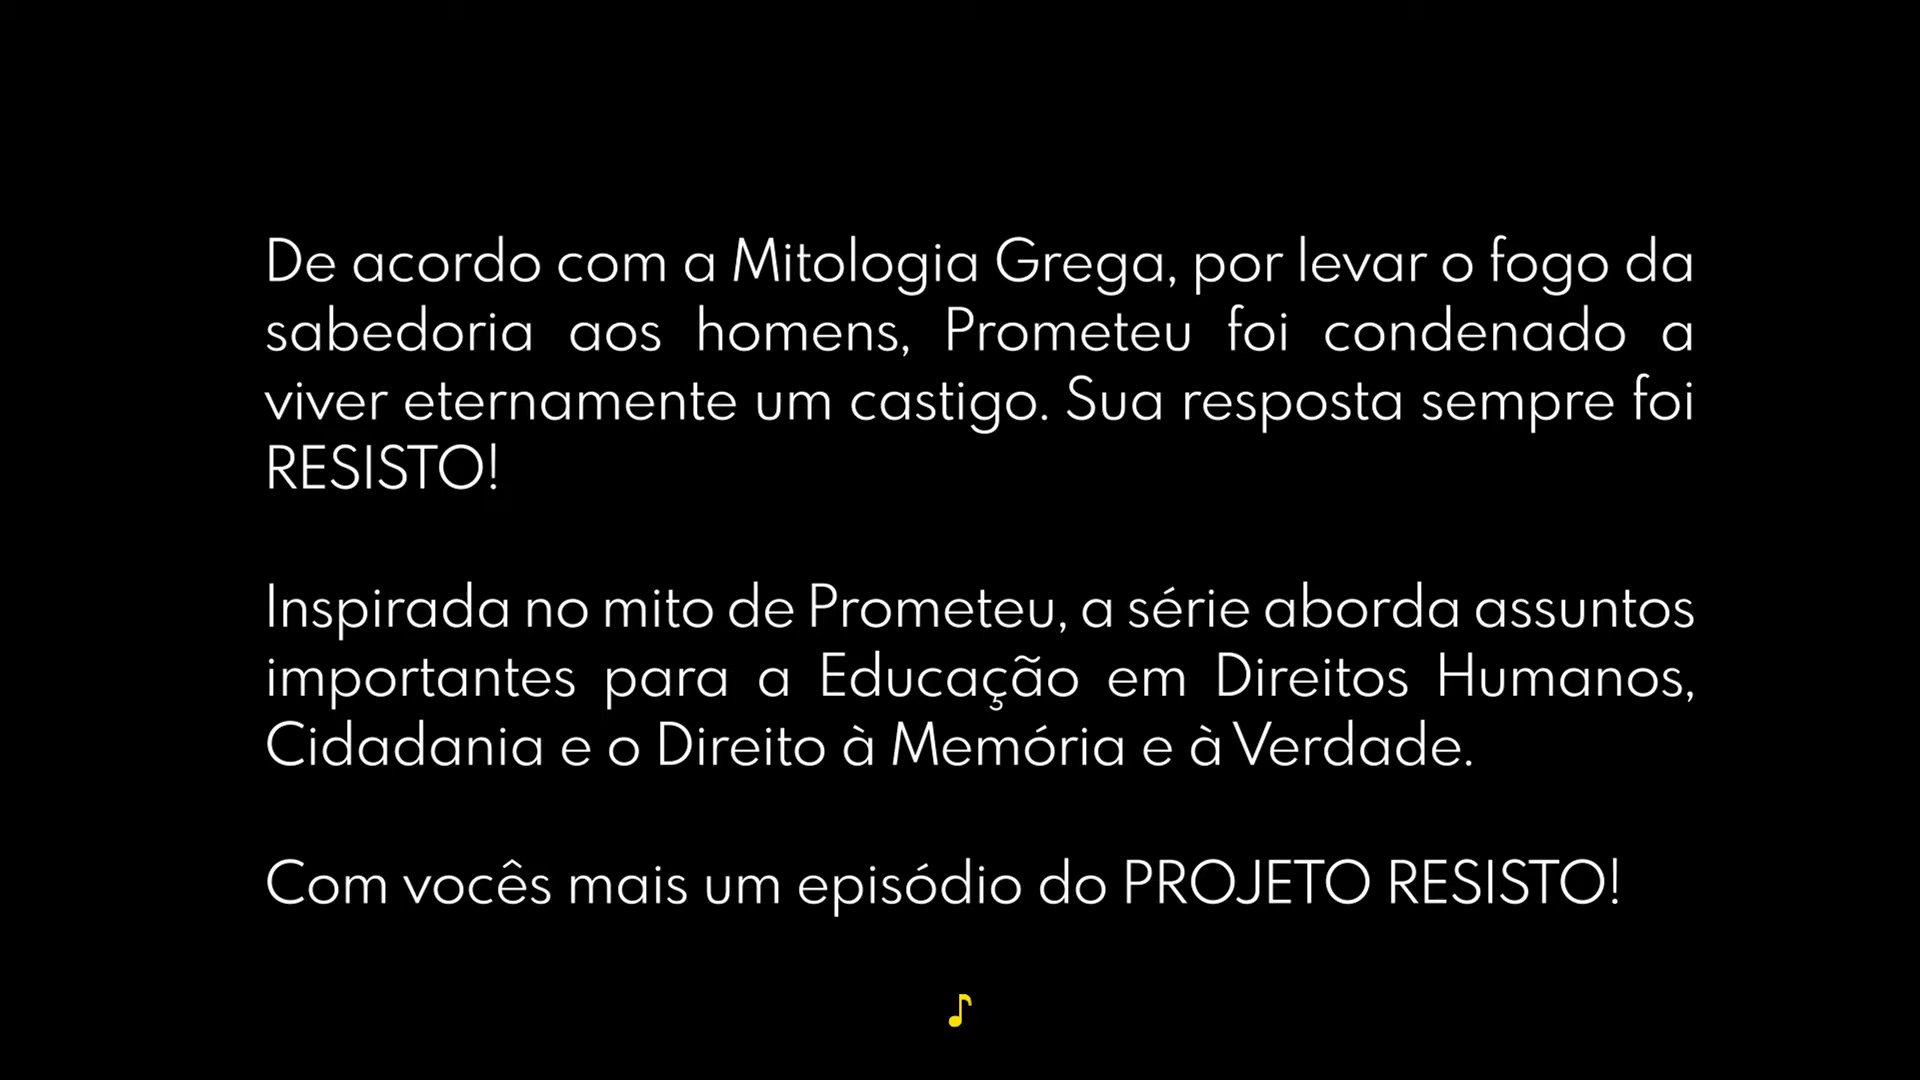 De acordo com a Mitologia Grega, por levar o fogo da
sabedoria aos homens, Prometeu foi condenado a
viver eternamente um castigo. Sua resposta sempre foi
RESISTO!
Inspirada no mito de Prometeu, a série aborda assuntos
importantes para a Educação em Direitos Humanos,
Cidadania e o Direito à Memória e à Verdade.
Com vocês mais um episódio do PROJETO RESISTO!
♪